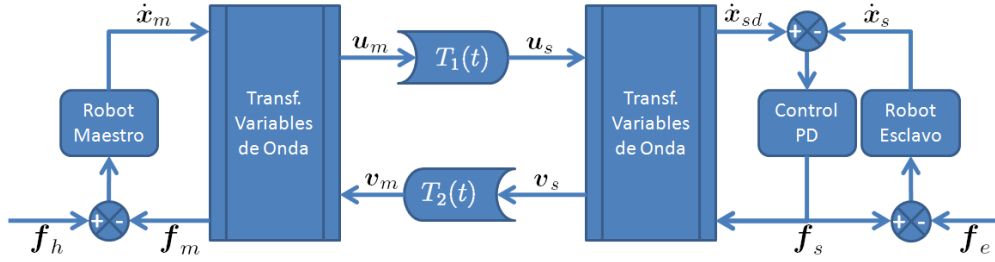 ẋₘ
Robot
Maestro
+
-
fₕ
fₘ
Transf.
Variables
de Onda
uₘ
T₁(t)
uₛ
vₘ
T₂(t)
vₛ
Transf.
Variables
de Onda
ẋ_sd
+
-
ẋₛ
Control
PD
Robot
Esclavo
fₛ
+
-
fₑ